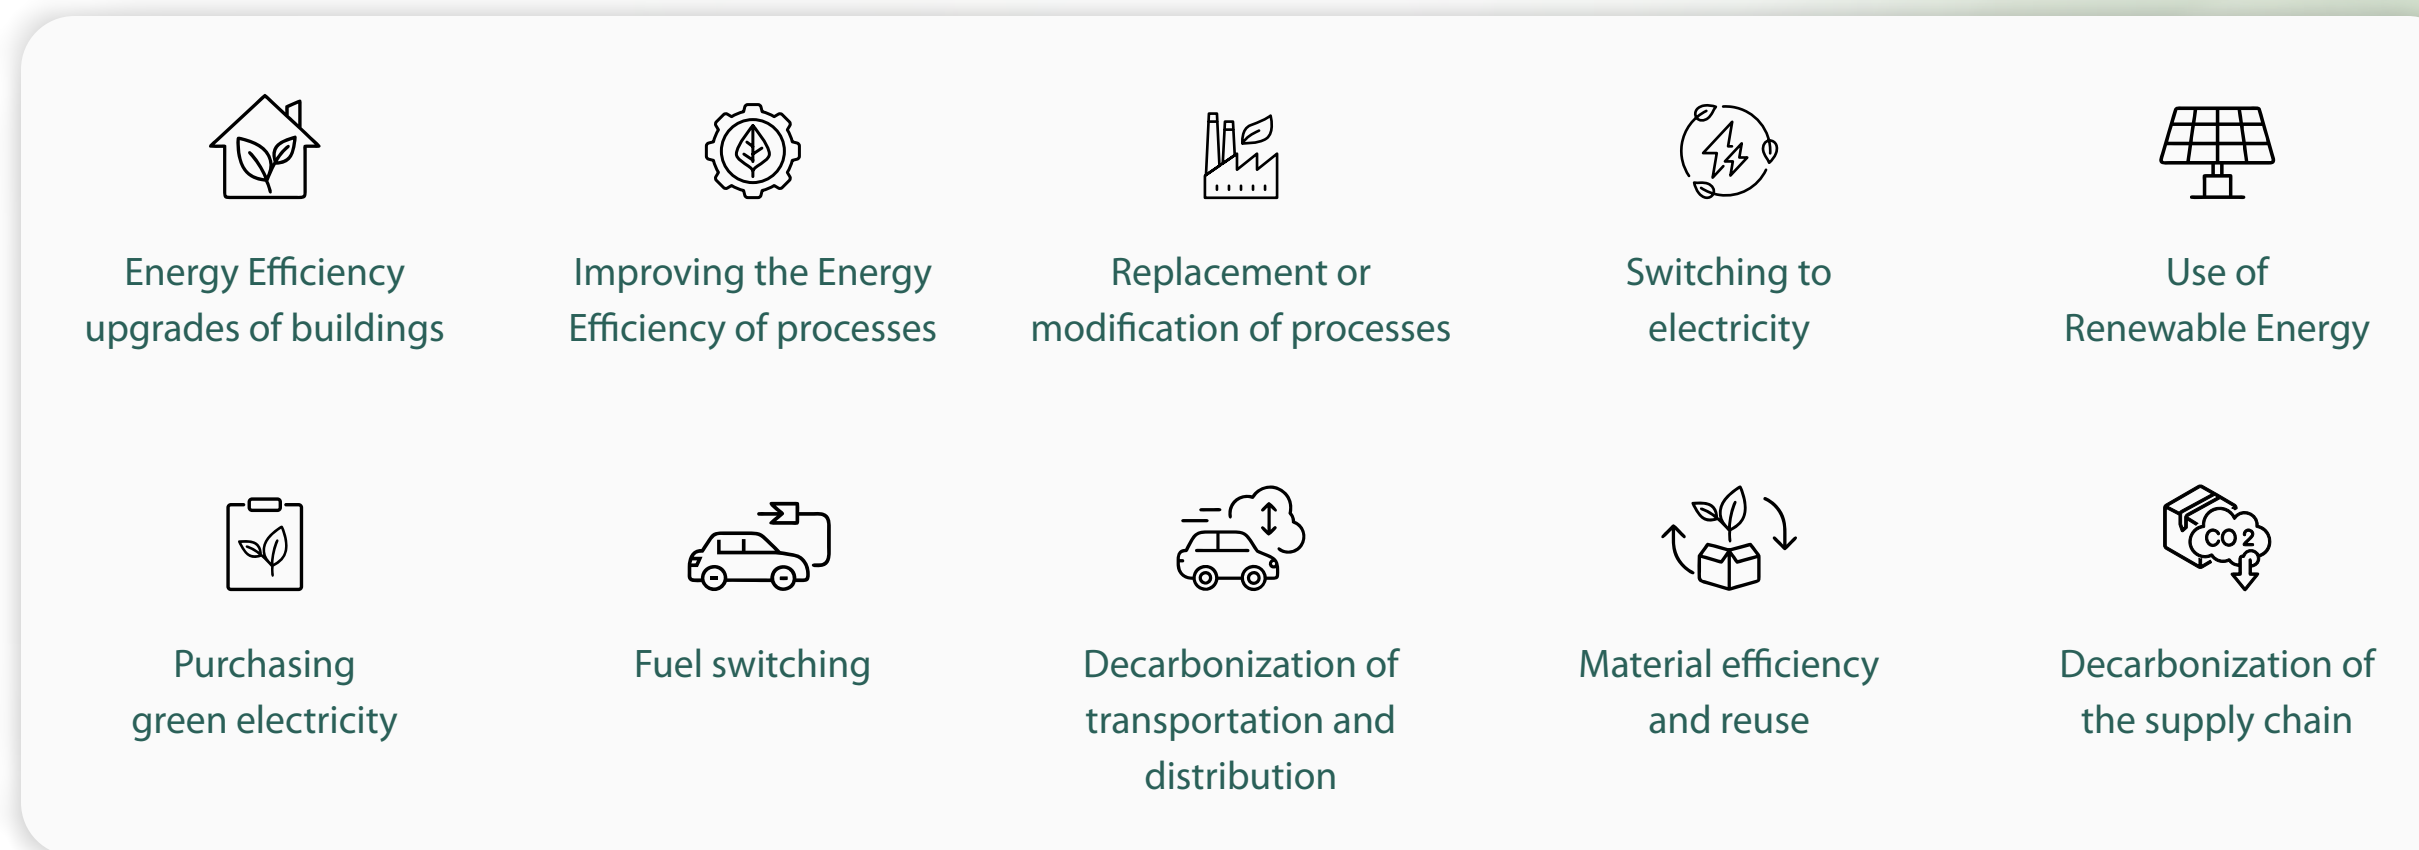 Energy Efficiency
upgrades of buildings
Improving the Energy
Efficiency of processes
Replacement or
modification of processes
Switching to
electricity
Use of
Renewable Energy
Purchasing
green electricity
Fuel switching
Decarbonization of
transportation and
distribution
Material efficiency
and reuse
CO 2
Decarbonization of
the supply chain